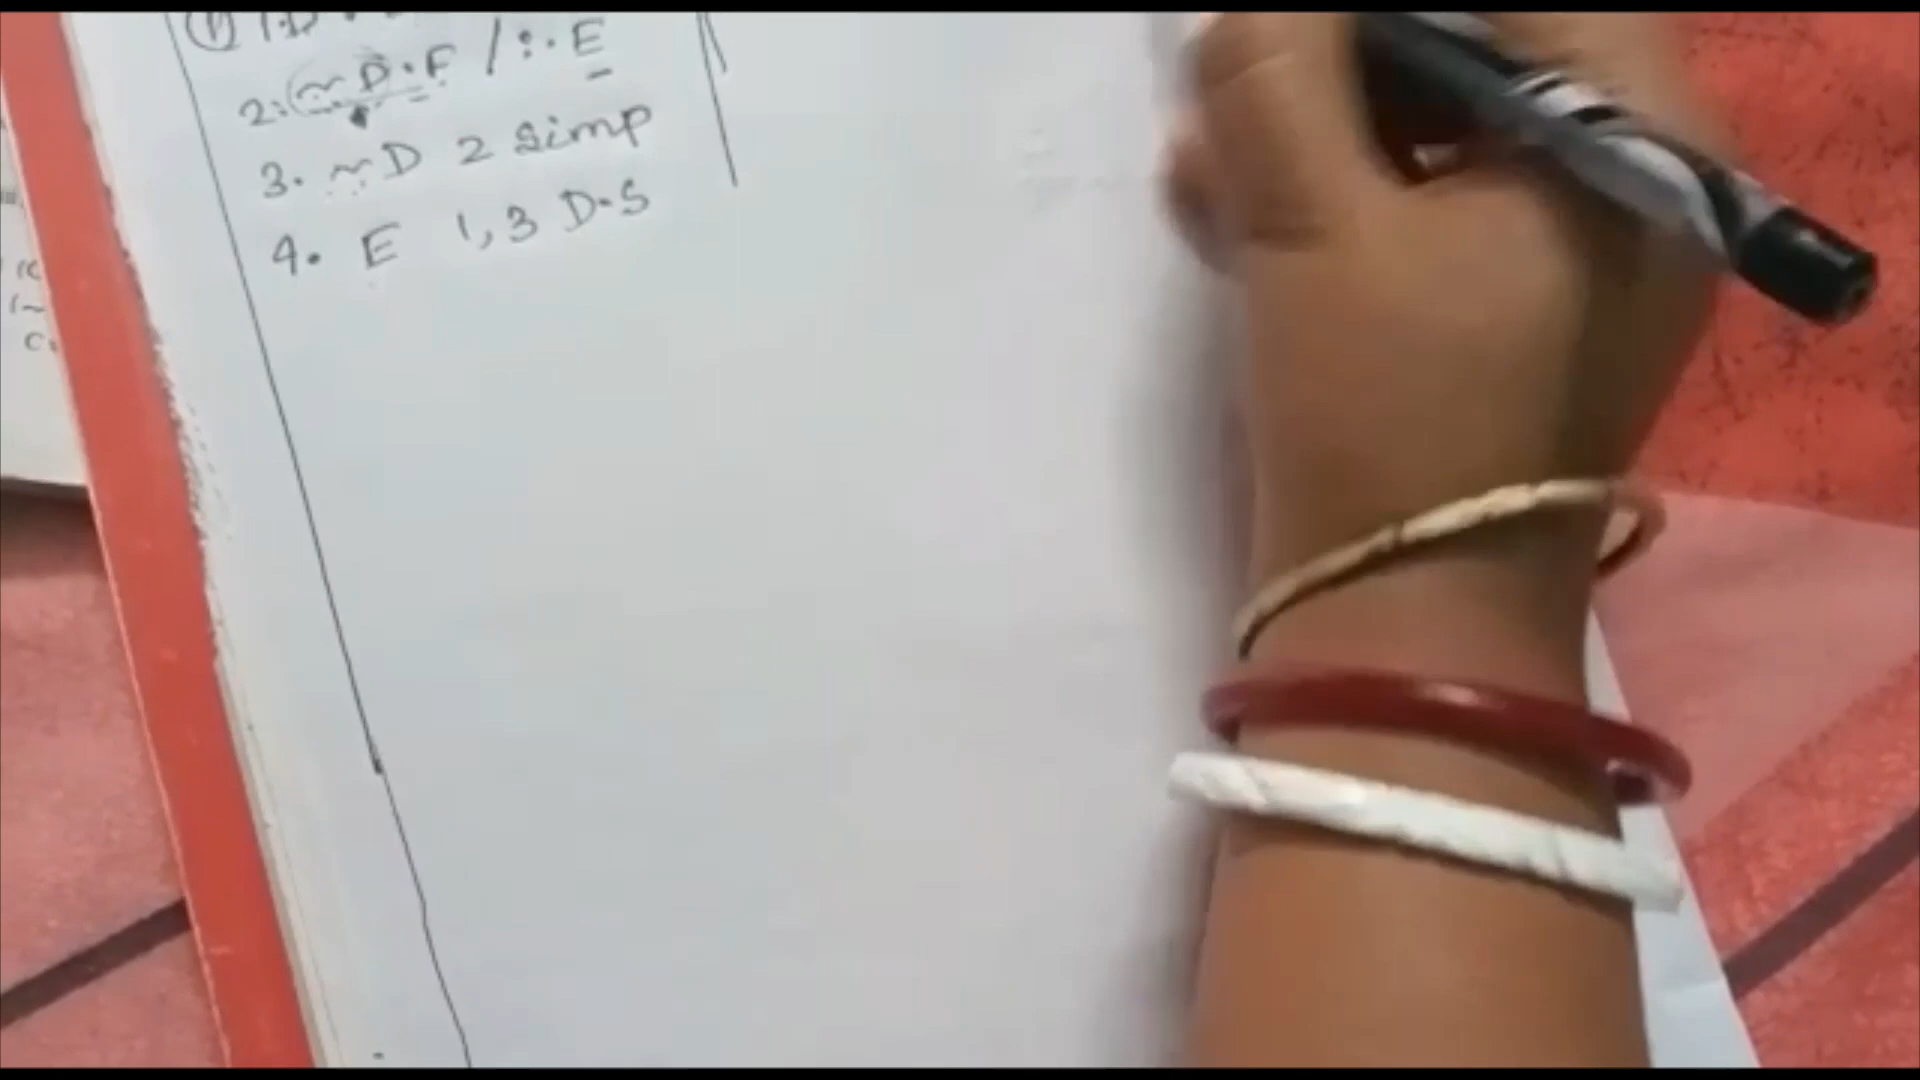 2. ~D·F /∴ E
3. ~D 2 Simp
4. E 1,3 D·S